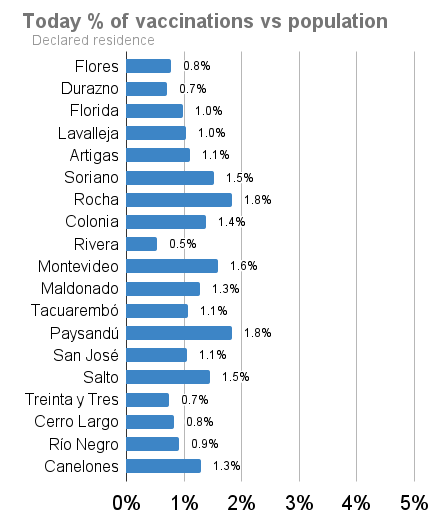 Today % of vaccinations vs population
Declared residence
Flores 0.8%
Durazno 0.7%
Florida 1.0%
Lavalleja 1.0%
Artigas 1.1%
Soriano 1.5%
Rocha 1.8%
Colonia 1.4%
Rivera 0.5%
Montevideo 1.6%
Maldonado 1.3%
Tacuarembó 1.1%
Paysandú 1.8%
San José 1.1%
Salto 1.5%
Treinta y Tres 0.7%
Cerro Largo 0.8%
Río Negro 0.9%
Canelones 1.3%
0% 1% 2% 3% 4% 5%